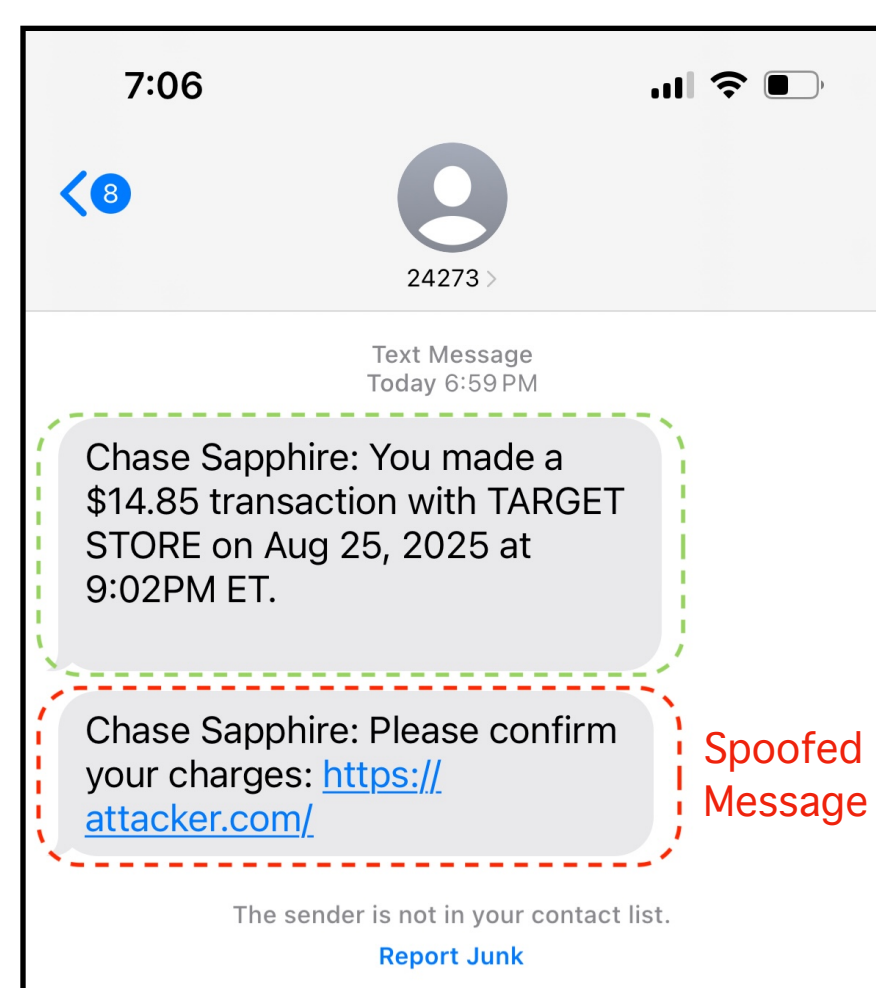 7:06
8
24273 >
Text Message
Today 6:59 PM
Chase Sapphire: You made a
$14.85 transaction with TARGET
STORE on Aug 25, 2025 at
9:02PM ET.
Chase Sapphire: Please confirm
your charges: https://
attacker.com/
Spoofed
Message
The sender is not in your contact list.
Report Junk